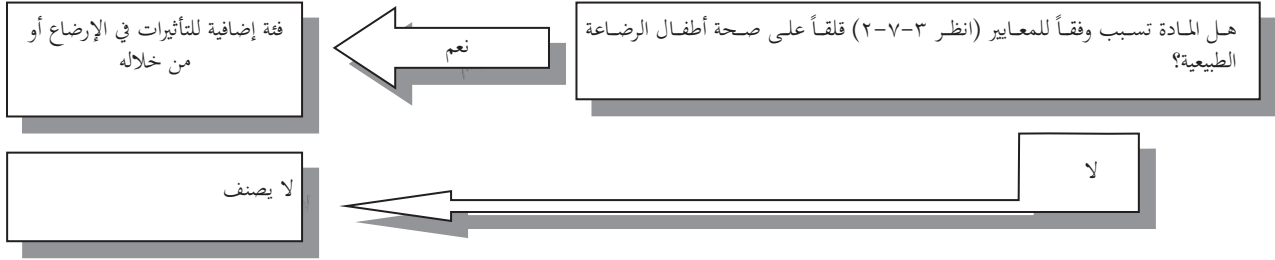 هل المادة تسبب وفقاً للمعايير (انظر ٣-٧-٢) قلقاً على صحة أطفال الرضاعة
الطبيعية؟
نعم
فئة إضافية للتأثيرات في الإرضاع أو
من خلاله
لا
لا يصنف